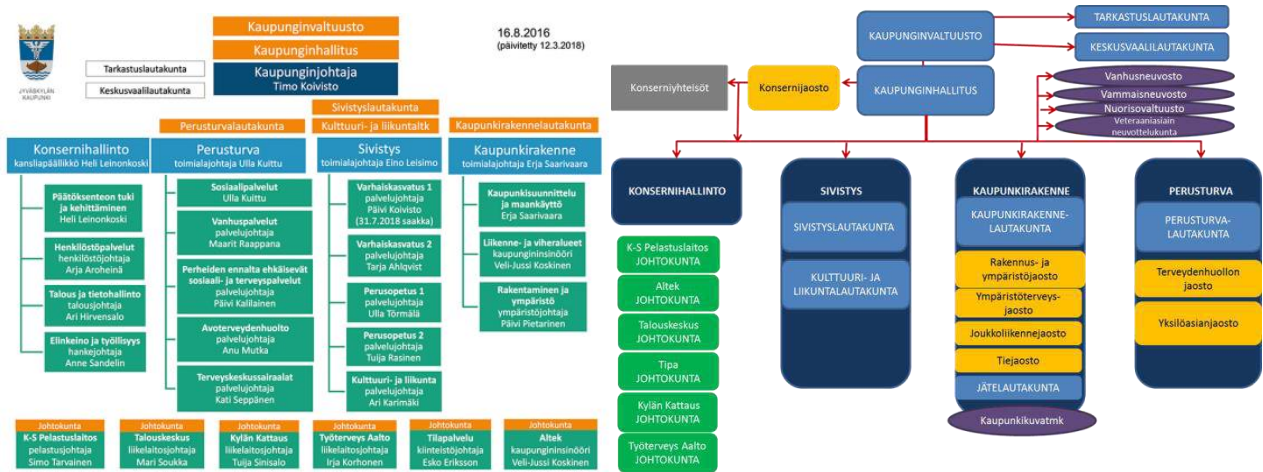 JYVÄSKYLÄN
KAUPUNKI
Kaupunginvaltuusto
Kaupunginhallitus
Kaupunginjohtaja
Timo Koivisto
16.8.2016
(päivitetty 12.3.2018)
Tarkastuslautakunta
Keskusvaalilautakunta
Sivistyslautakunta
Perusturvalautakunta
Kulttuuri- ja liikuntaltk
Kaupunkirakennelautakunta
Konsernihallinto
kansliapäällikkö Heli Leinonkoski
Perusturva
toimialajohtaja Ulla Kuittu
Sivistys
toimialajohtaja Eino Leisimo
Kaupunkirakenne
toimialajohtaja Erja Saarivaara
Päätöksenteon tuki
ja kehittäminen
Heli Leinonkoski
Henkilöstöpalvelut
henkilöstöjohtaja
Arja Aroheinä
Talous ja tietohallinto
talousjohtaja
Ari Hirvensalo
Elinkeino ja työllisyys
hankejohtaja
Anne Sandelin
Sosiaalipalvelut
Ulla Kuittu
Vanhuspalvelut
palvelujohtaja
Maarit Raappana
Perheiden ennalta ehkäisevät
sosiaali- ja terveyspalvelut
palvelujohtaja
Päivi Kalilainen
Avoterveydenhuolto
palvelujohtaja
Anu Mutka
Terveyskeskussairaalat
palvelujohtaja
Kati Seppänen
Varhaiskasvatus 1
palvelujohtaja
Päivi Koivisto
(31.7.2018 saakka)
Varhaiskasvatus 2
palvelujohtaja
Tarja Ahlqvist
Perusopetus 1
palvelujohtaja
Ulla Törmälä
Perusopetus 2
palvelujohtaja
Tuija Rasinen
Kulttuuri- ja liikunta
palvelujohtaja
Ari Karimäki
Kaupunkisuunnittelu
ja maankäyttö
Erja Saarivaara
Liikenne- ja viheralueet
kaupungininsinööri
Veli-Jussi Koskinen
Rakentaminen ja
ympäristö
ympäristöjohtaja
Päivi Pietarinen
Johtokunta
K-S Pelastuslaitos
pelastusjohtaja
Simo Tarvainen
Johtokunta
Talouskeskus
liikelaitosjohtaja
Mari Soukka
Johtokunta
Kylän Kattaus
liikelaitosjohtaja
Tuija Sinisalo
Johtokunta
Työterveys Aalto
liikelaitosjohtaja
Irja Korhonen
Johtokunta
Tilapalvelu
kiinteistöjohtaja
Esko Eriksson
Johtokunta
Altek
kaupungininsinööri
Veli-Jussi Koskinen
KAUPUNGINVALTUUSTO
TARKASTUSLAUTAKUNTA
KESKUSVAALILAUTAKUNTA
Konserniyhteisöt
Konsernijaosto
KAUPUNGINHALLITUS
Vanhusneuvosto
Vammaisneuvosto
Nuorisovaltuusto
Veteraaniasiain
neuvottelukunta
KONSERNIHALLINTO
K-S Pelastuslaitos
JOHTOKUNTA
Altek
JOHTOKUNTA
Talouskeskus
JOHTOKUNTA
Tipa
JOHTOKUNTA
Kylän Kattaus
JOHTOKUNTA
Työterveys Aalto
JOHTOKUNTA
SIVISTYS
SIVISTYSLAUTAKUNTA
KULTTUURI- JA
LIIKUNTALAUTAKUNTA
KAUPUNKIRAKENNE
KAUPUNKIRAKENNE-
LAUTAKUNTA
Rakennus- ja
ympäristöjaosto
Ympäristöterveys-
jaosto
Joukkoliikennejaosto
Tiejaosto
JÄTELAUTAKUNTA
Kaupunkikuvatmk
PERUSTURVA
PERUSTURVA-
LAUTAKUNTA
Terveydenhuollon
jaosto
Yksilöasianjaosto